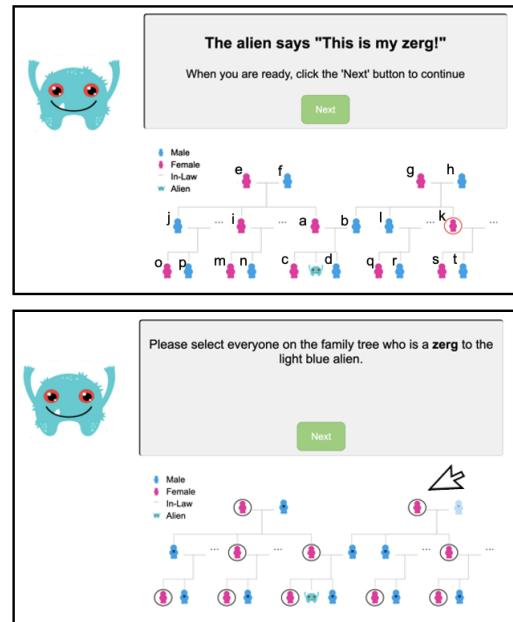 The alien says "This is my zerg!"
When you are ready, click the 'Next' button to continue
Next
Male
Female
In-Law
Alien
e f g h
j ... i ... a b l ... k ...
o p m n c d q r s t
Please select everyone on the family tree who is a zerg to the
light blue alien.
Next
Male
Female
In-Law
Alien
... ... ... ...